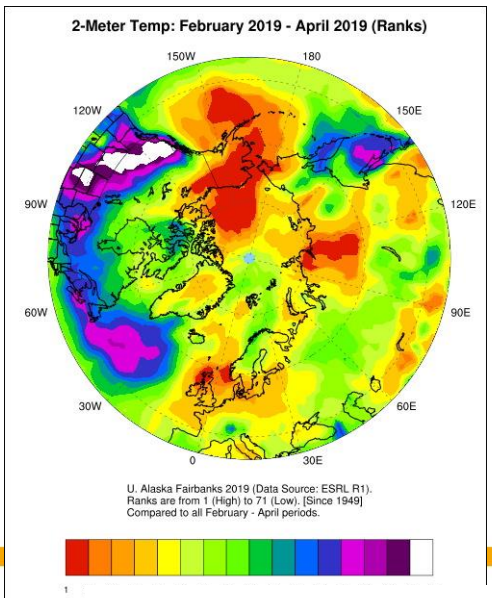 2-Meter Temp: February 2019 - April 2019 (Ranks)
150W
180
120W
150E
90W
120E
60W
90E
30W
60E
0
30E
U. Alaska Fairbanks 2019 (Data Source: ESRL R1).
Ranks are from 1 (High) to 71 (Low). [Since 1949]
Compared to all February - April periods.
1